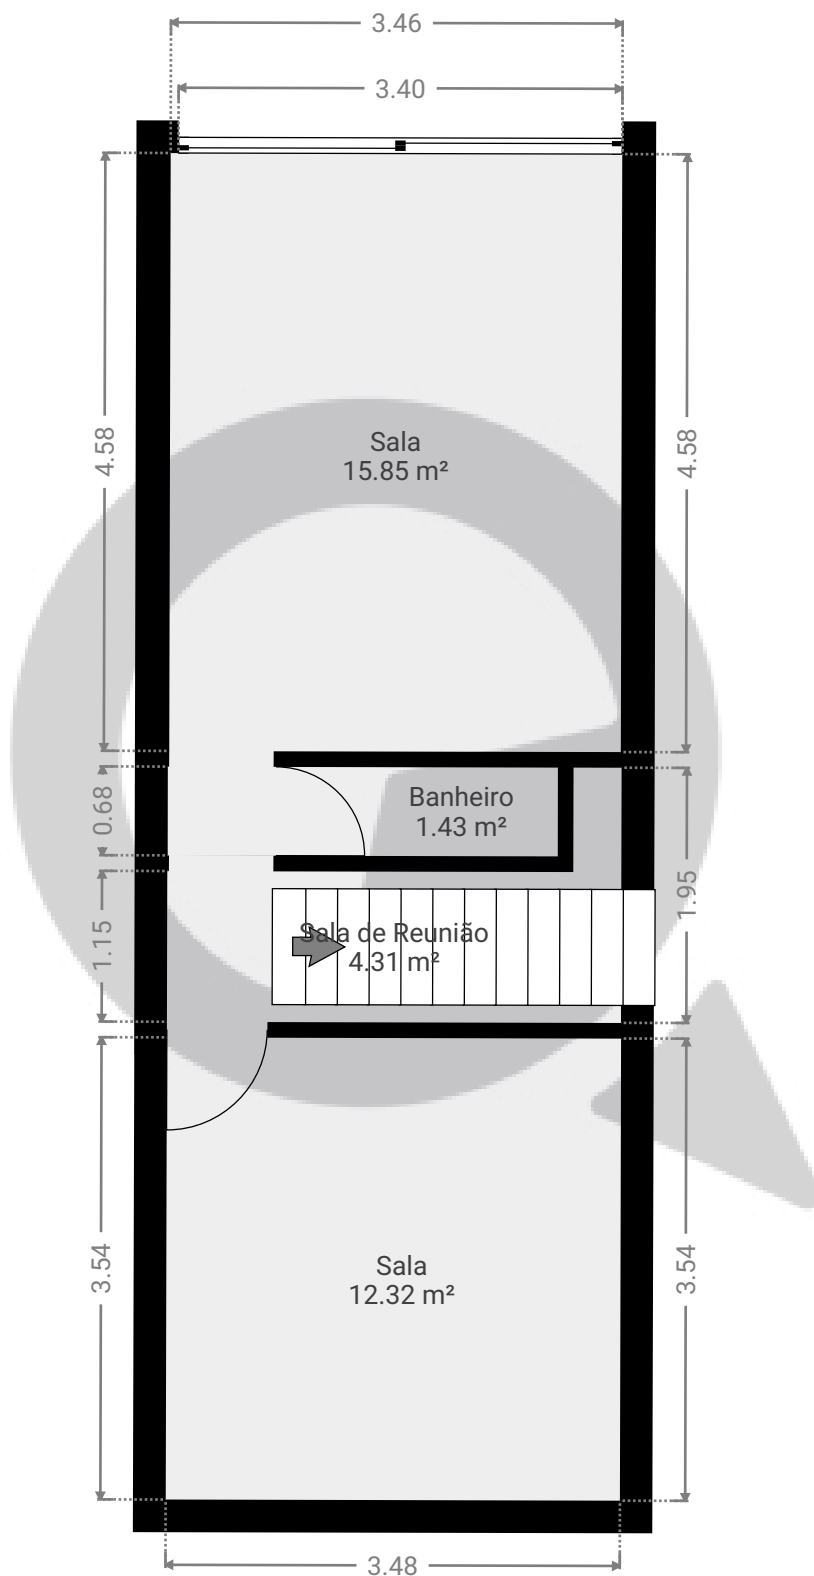 3.46
3.40
4.58
4.58
Sala
15.85 m²
0.68
Banheiro
1.43 m²
1.95
1.15
Sala de Reunião
4.31 m²
3.54
3.54
Sala
12.32 m²
3.48